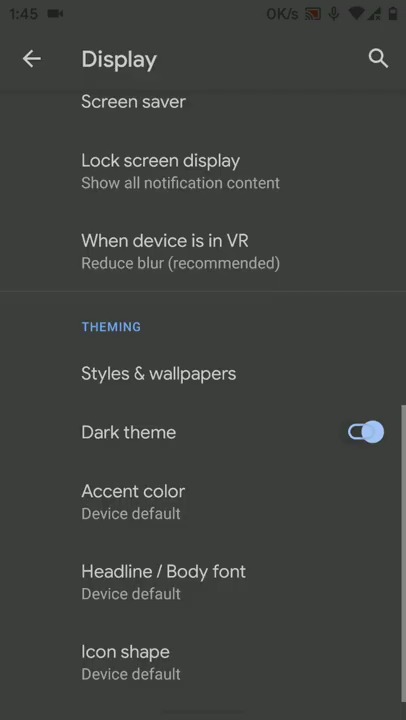 1:45
0K/s
Display
Screen saver
Lock screen display
Show all notification content
When device is in VR
Reduce blur (recommended)
THEMING
Styles & wallpapers
Dark theme
Accent color
Device default
Headline / Body font
Device default
Icon shape
Device default